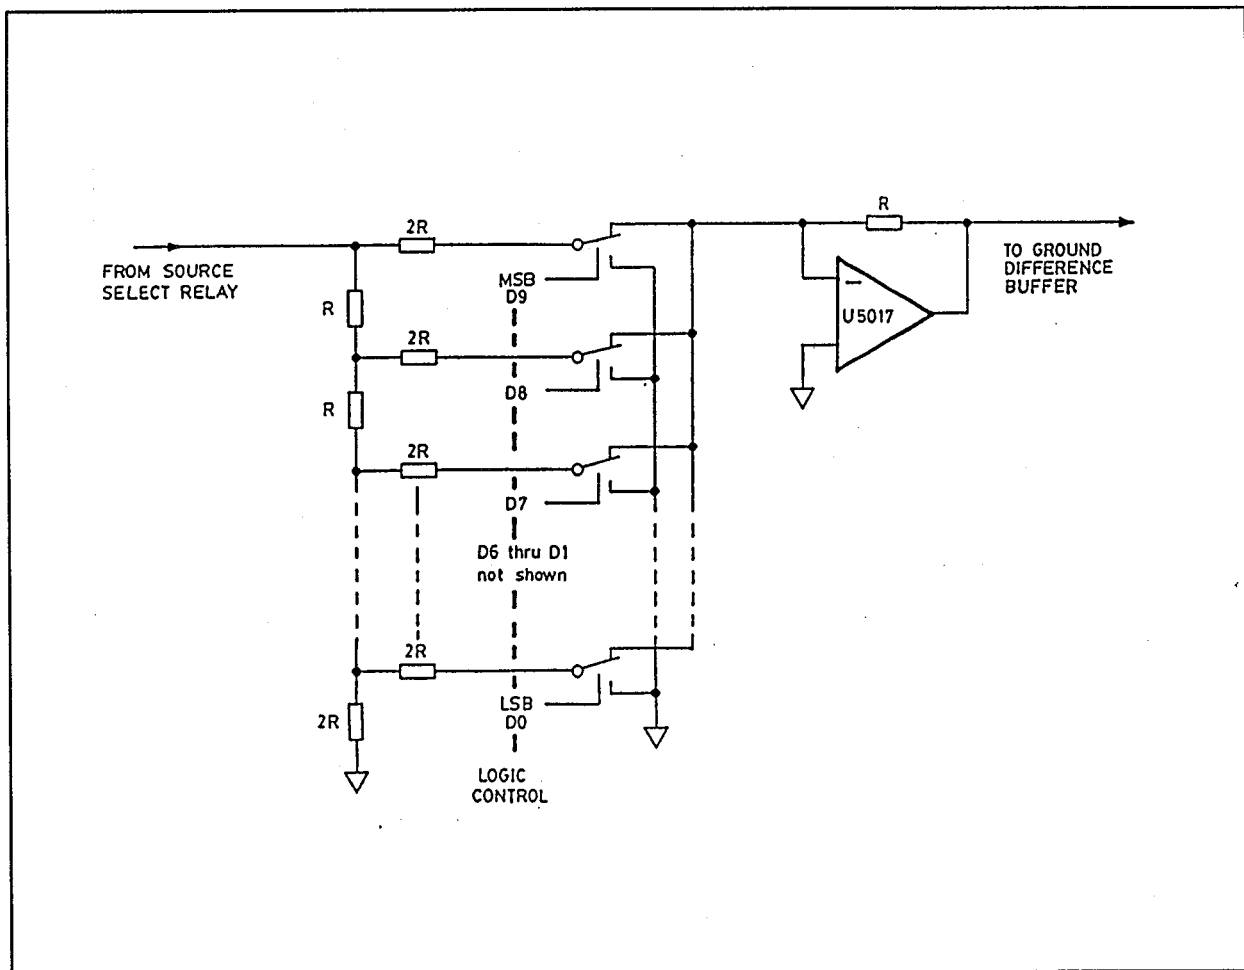 R
2R
FROM SOURCE
SELECT RELAY
TO GROUND
DIFFERENCE
BUFFER
MSB
D9
U5017
R
2R
D8
R
2R
D7
D6 thru D1
not shown
2R
LSB
D0
2R
LOGIC
CONTROL